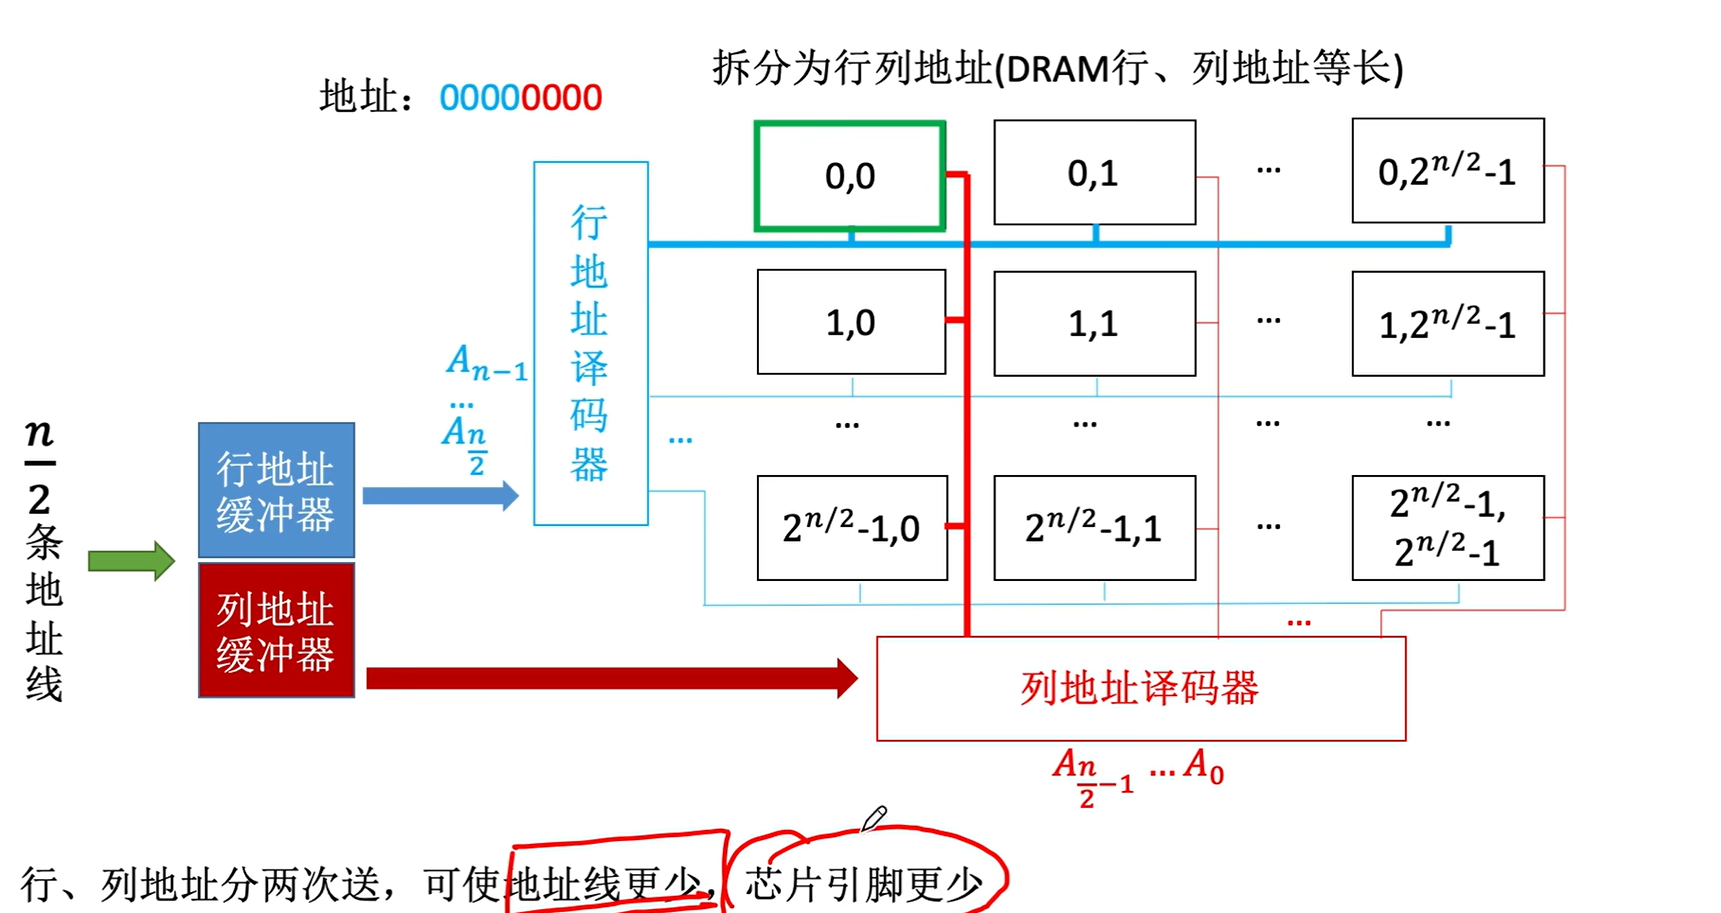 拆分为行列地址(DRAM行、列地址等长)
地址：00000000
行地址译码器
0,0
0,1
...
0,2^{n/2}-1
1,0
1,1
...
1,2^{n/2}-1
A_{n-1}
...
A_{n/2}
...
...
...
...
...
2^{n/2}-1,0
2^{n/2}-1,1
...
2^{n/2}-1,
2^{n/2}-1
n/2条地址线
行地址
缓冲器
列地址
缓冲器
...
列地址译码器
A_{n/2-1} ... A_0
行、列地址分两次送，可使地址线更少，芯片引脚更少